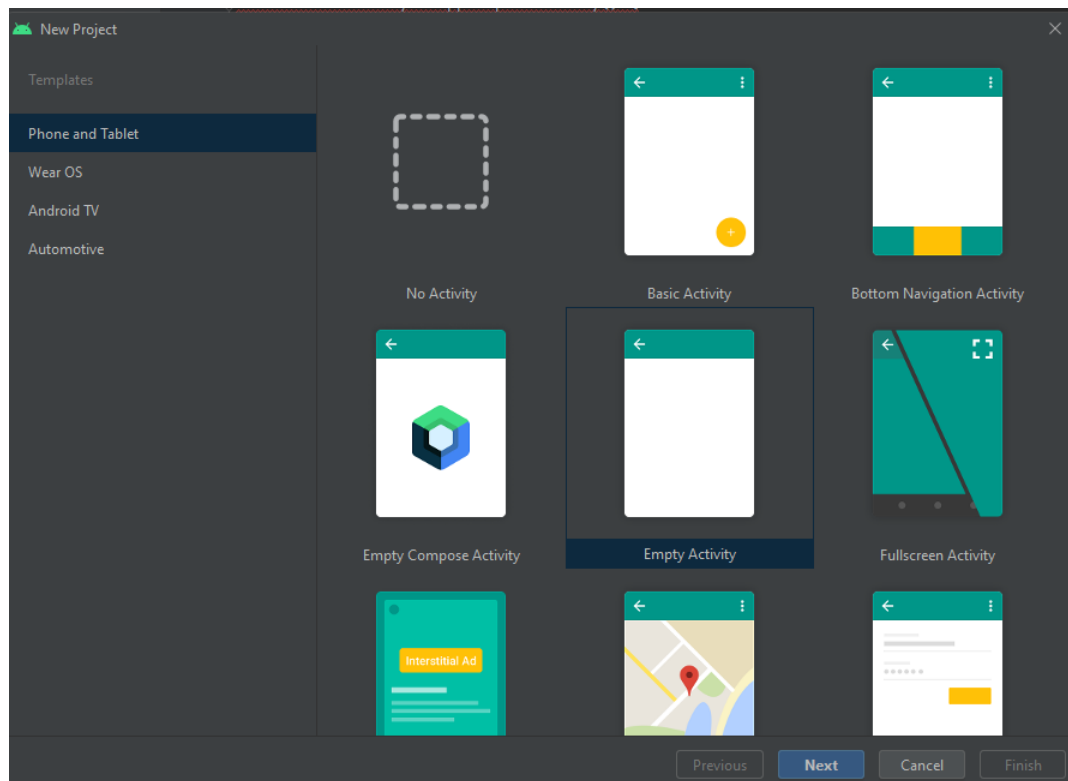 New Project
Templates
Phone and Tablet
Wear OS
Android TV
Automotive
No Activity
Basic Activity
Bottom Navigation Activity
Empty Compose Activity
Empty Activity
Fullscreen Activity
Interstitial Ad
Previous
Next
Cancel
Finish